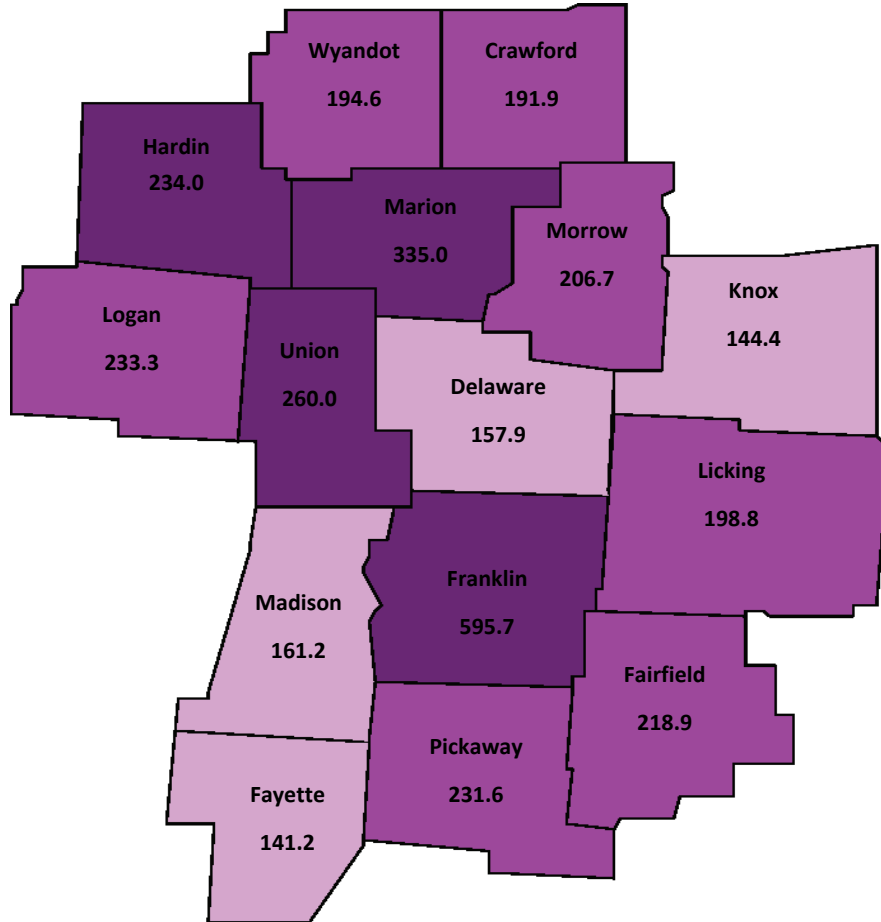 Wyandot
194.6
Crawford
191.9
Hardin
234.0
Marion
335.0
Morrow
206.7
Knox
144.4
Logan
233.3
Union
260.0
Delaware
157.9
Licking
198.8
Franklin
595.7
Madison
161.2
Fairfield
218.9
Pickaway
231.6
Fayette
141.2